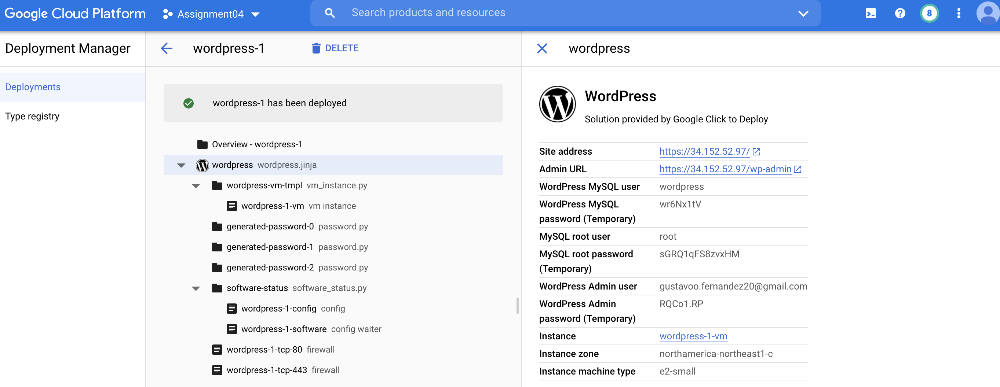 Google Cloud Platform
Assignment04
Search products and resources
8
Deployment Manager
wordpress-1
DELETE
wordpress
Deployments
Type registry
wordpress-1 has been deployed
Overview - wordpress-1
wordpress wordpress.jinja
wordpress-vm-tmpl vm_instance.py
wordpress-1-vm vm instance
generated-password-0 password.py
generated-password-1 password.py
generated-password-2 password.py
software-status software_status.py
wordpress-1-config config
wordpress-1-software config waiter
wordpress-1-tcp-80 firewall
wordpress-1-tcp-443 firewall
WordPress
Solution provided by Google Click to Deploy
Site address https://34.152.52.97/
Admin URL https://34.152.52.97/wp-admin
WordPress MySQL user wordpress
WordPress MySQL wr6Nx1tV
password (Temporary)
MySQL root user root
MySQL root password sGRQ1qFS8zvxHM
(Temporary)
WordPress Admin user gustavoo.fernandez20@gmail.com
WordPress Admin RQCo1.RP
password (Temporary)
Instance wordpress-1-vm
Instance zone northamerica-northeast1-c
Instance machine type e2-small